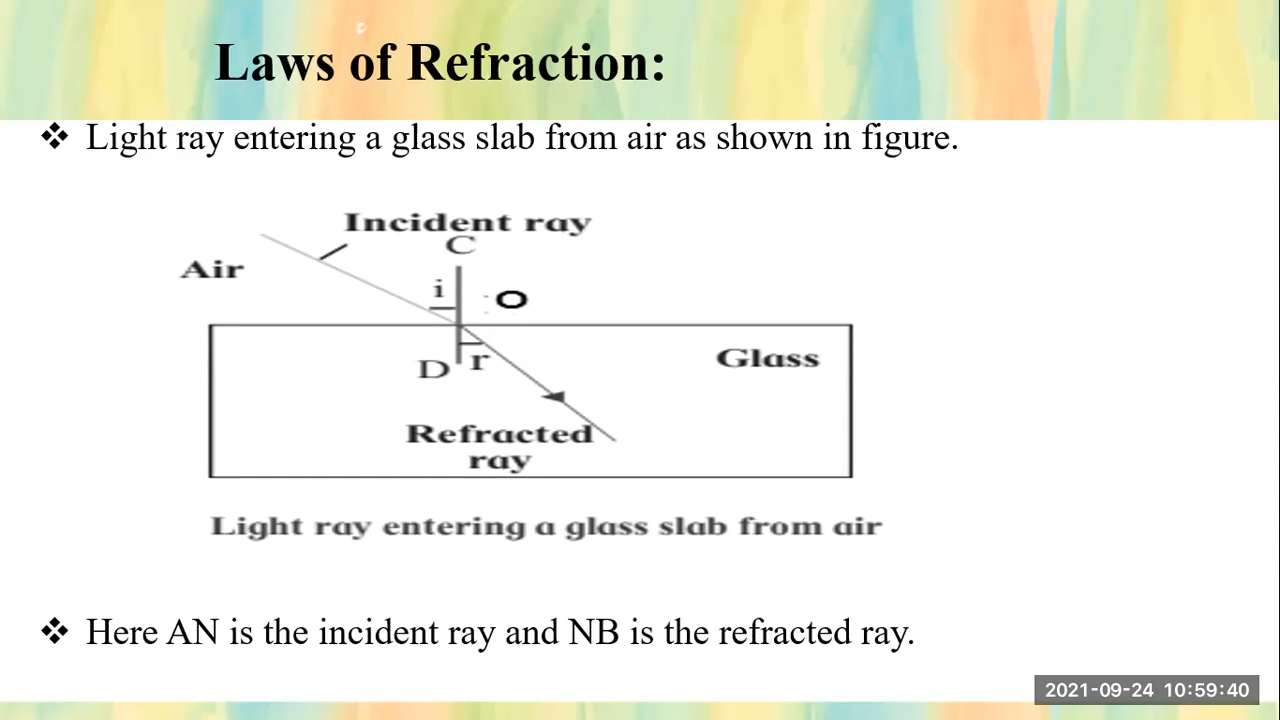 Laws of Refraction:
❖ Light ray entering a glass slab from air as shown in figure.
Incident ray
C
Air
i
O
Glass
D
r
Refracted
ray
Light ray entering a glass slab from air
❖ Here AN is the incident ray and NB is the refracted ray.
2021-09-24 10:59:40